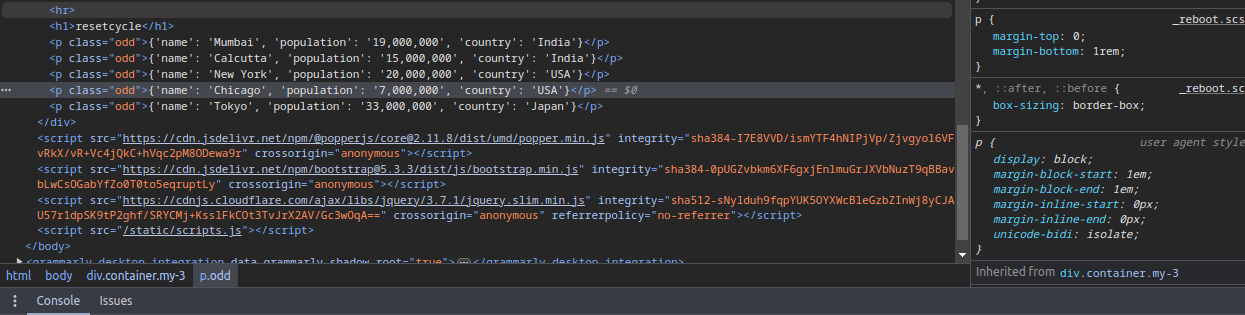 <hr>
<h1>resetcycle</h1>
<p class="odd">{'name': 'Mumbai', 'population': '19,000,000', 'country': 'India'}</p>
<p class="odd">{'name': 'Calcutta', 'population': '15,000,000', 'country': 'India'}</p>
<p class="odd">{'name': 'New York', 'population': '20,000,000', 'country': 'USA'}</p>
<p class="odd">{'name': 'Chicago', 'population': '7,000,000', 'country': 'USA'}</p> == $0
<p class="odd">{'name': 'Tokyo', 'population': '33,000,000', 'country': 'Japan'}</p>
</div>
<script src="https://cdn.jsdelivr.net/npm/@popperjs/core@2.11.8/dist/umd/popper.min.js" integrity="sha384-I7E8VVD/ismYTF4hNIPjVp/Zjvgyol6VF
vRkX/vR+Vc4jQkC+hVqc2pM8ODewa9r" crossorigin="anonymous"></script>
<script src="https://cdn.jsdelivr.net/npm/bootstrap@5.3.3/dist/js/bootstrap.min.js" integrity="sha384-0pUGZvbkm6XF6gxjEnlmuGrJXVbNuzT9qBBav
bLwCsOGabYfZo0T0to5eqruptLy" crossorigin="anonymous"></script>
<script src="https://cdnjs.cloudflare.com/ajax/libs/jquery/3.7.1/jquery.slim.min.js" integrity="sha512-sNylduh9fqpYUK5OYXWcBleGzbZInWj8yCJA
U57r1dpSK9tP2ghf/SRYCMj+KsslFkCOt3TvJrX2AV/Gc3wOqA==" crossorigin="anonymous" referrerpolicy="no-referrer"></script>
<script src="/static/scripts.js"></script>
</body>
<grammarly-desktop-integration data-grammarly-shadow-root="true"></grammarly-desktop-integration>
html body div.container.my-3 p.odd
Console Issues
}
p { _reboot.scs
margin-top: 0;
margin-bottom: 1rem;
}
*, ::after, ::before { _reboot.sc
box-sizing: border-box;
}
p { user agent style
display: block;
margin-block-start: 1em;
margin-block-end: 1em;
margin-inline-start: 0px;
margin-inline-end: 0px;
unicode-bidi: isolate;
}
Inherited from div.container.my-3